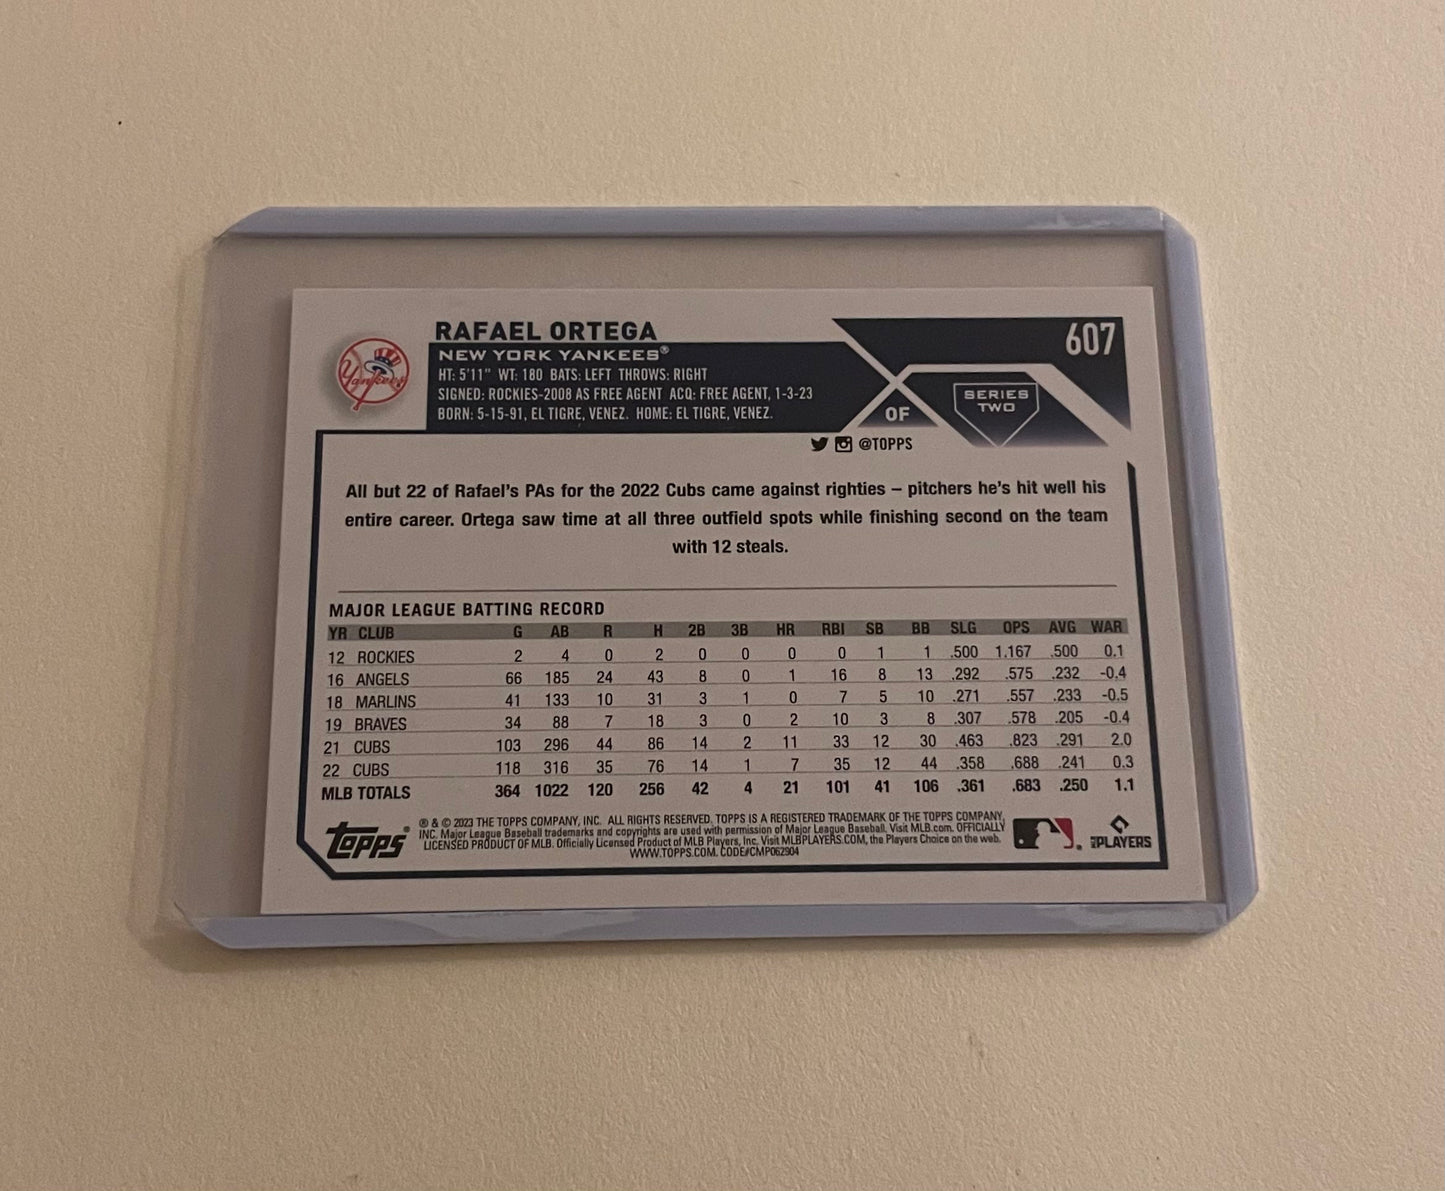 RAFAEL ORTEGA
607
NEW YORK YANKEES®
HT: 5'11" WT: 180 BATS: LEFT THROWS: RIGHT
SIGNED: ROCKIES-2008 AS FREE AGENT ACQ: FREE AGENT, 1-3-23
BORN: 5-15-91, EL TIGRE, VENEZ. HOME: EL TIGRE, VENEZ.
OF
SERIES
TWO
Yankees
@TOPPS
All but 22 of Rafael's PAs for the 2022 Cubs came against righties – pitchers he's hit well his
entire career. Ortega saw time at all three outfield spots while finishing second on the team
with 12 steals.
MAJOR LEAGUE BATTING RECORD
YR CLUB G AB R H 2B 3B HR RBI SB BB SLG OPS AVG WAR
12 ROCKIES 2 4 0 2 0 0 0 0 1 1 .500 1.167 .500 0.1
16 ANGELS 66 185 24 43 8 0 1 16 8 13 .292 .575 .232 -0.4
18 MARLINS 41 133 10 31 3 1 0 7 5 10 .271 .557 .233 -0.5
19 BRAVES 34 88 7 18 3 0 2 10 3 8 .307 .578 .205 -0.4
21 CUBS 103 296 44 86 14 2 11 33 12 30 .463 .823 .291 2.0
22 CUBS 118 316 35 76 14 1 7 35 12 44 .358 .688 .241 0.3
MLB TOTALS 364 1022 120 256 42 4 21 101 41 106 .361 .683 .250 1.1
Topps®
® & © 2023 THE TOPPS COMPANY, INC. ALL RIGHTS RESERVED. TOPPS IS A REGISTERED TRADEMARK OF THE TOPPS COMPANY,
INC. Major League Baseball trademarks and copyrights are used with permission of Major League Baseball. Visit MLB.com. OFFICIALLY
LICENSED PRODUCT OF MLB. Officially Licensed Product of MLB Players, Inc. Visit MLBPLAYERS.COM, the Players Choice on the web.
WWW.TOPPS.COM. CODE#CMP062904
PLAYERS